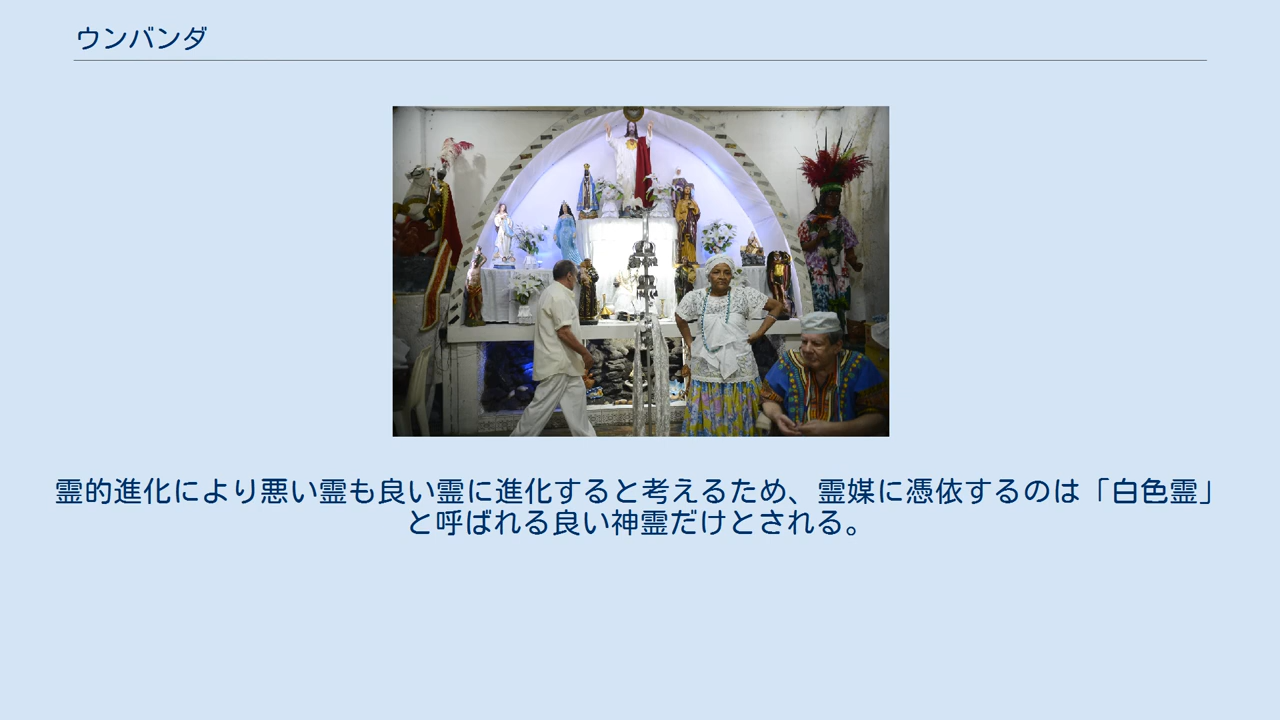 ウンバンダ
霊的進化により悪い霊も良い霊に進化すると考えるため、霊媒に憑依するのは「白色霊」
と呼ばれる良い神霊だけとされる。